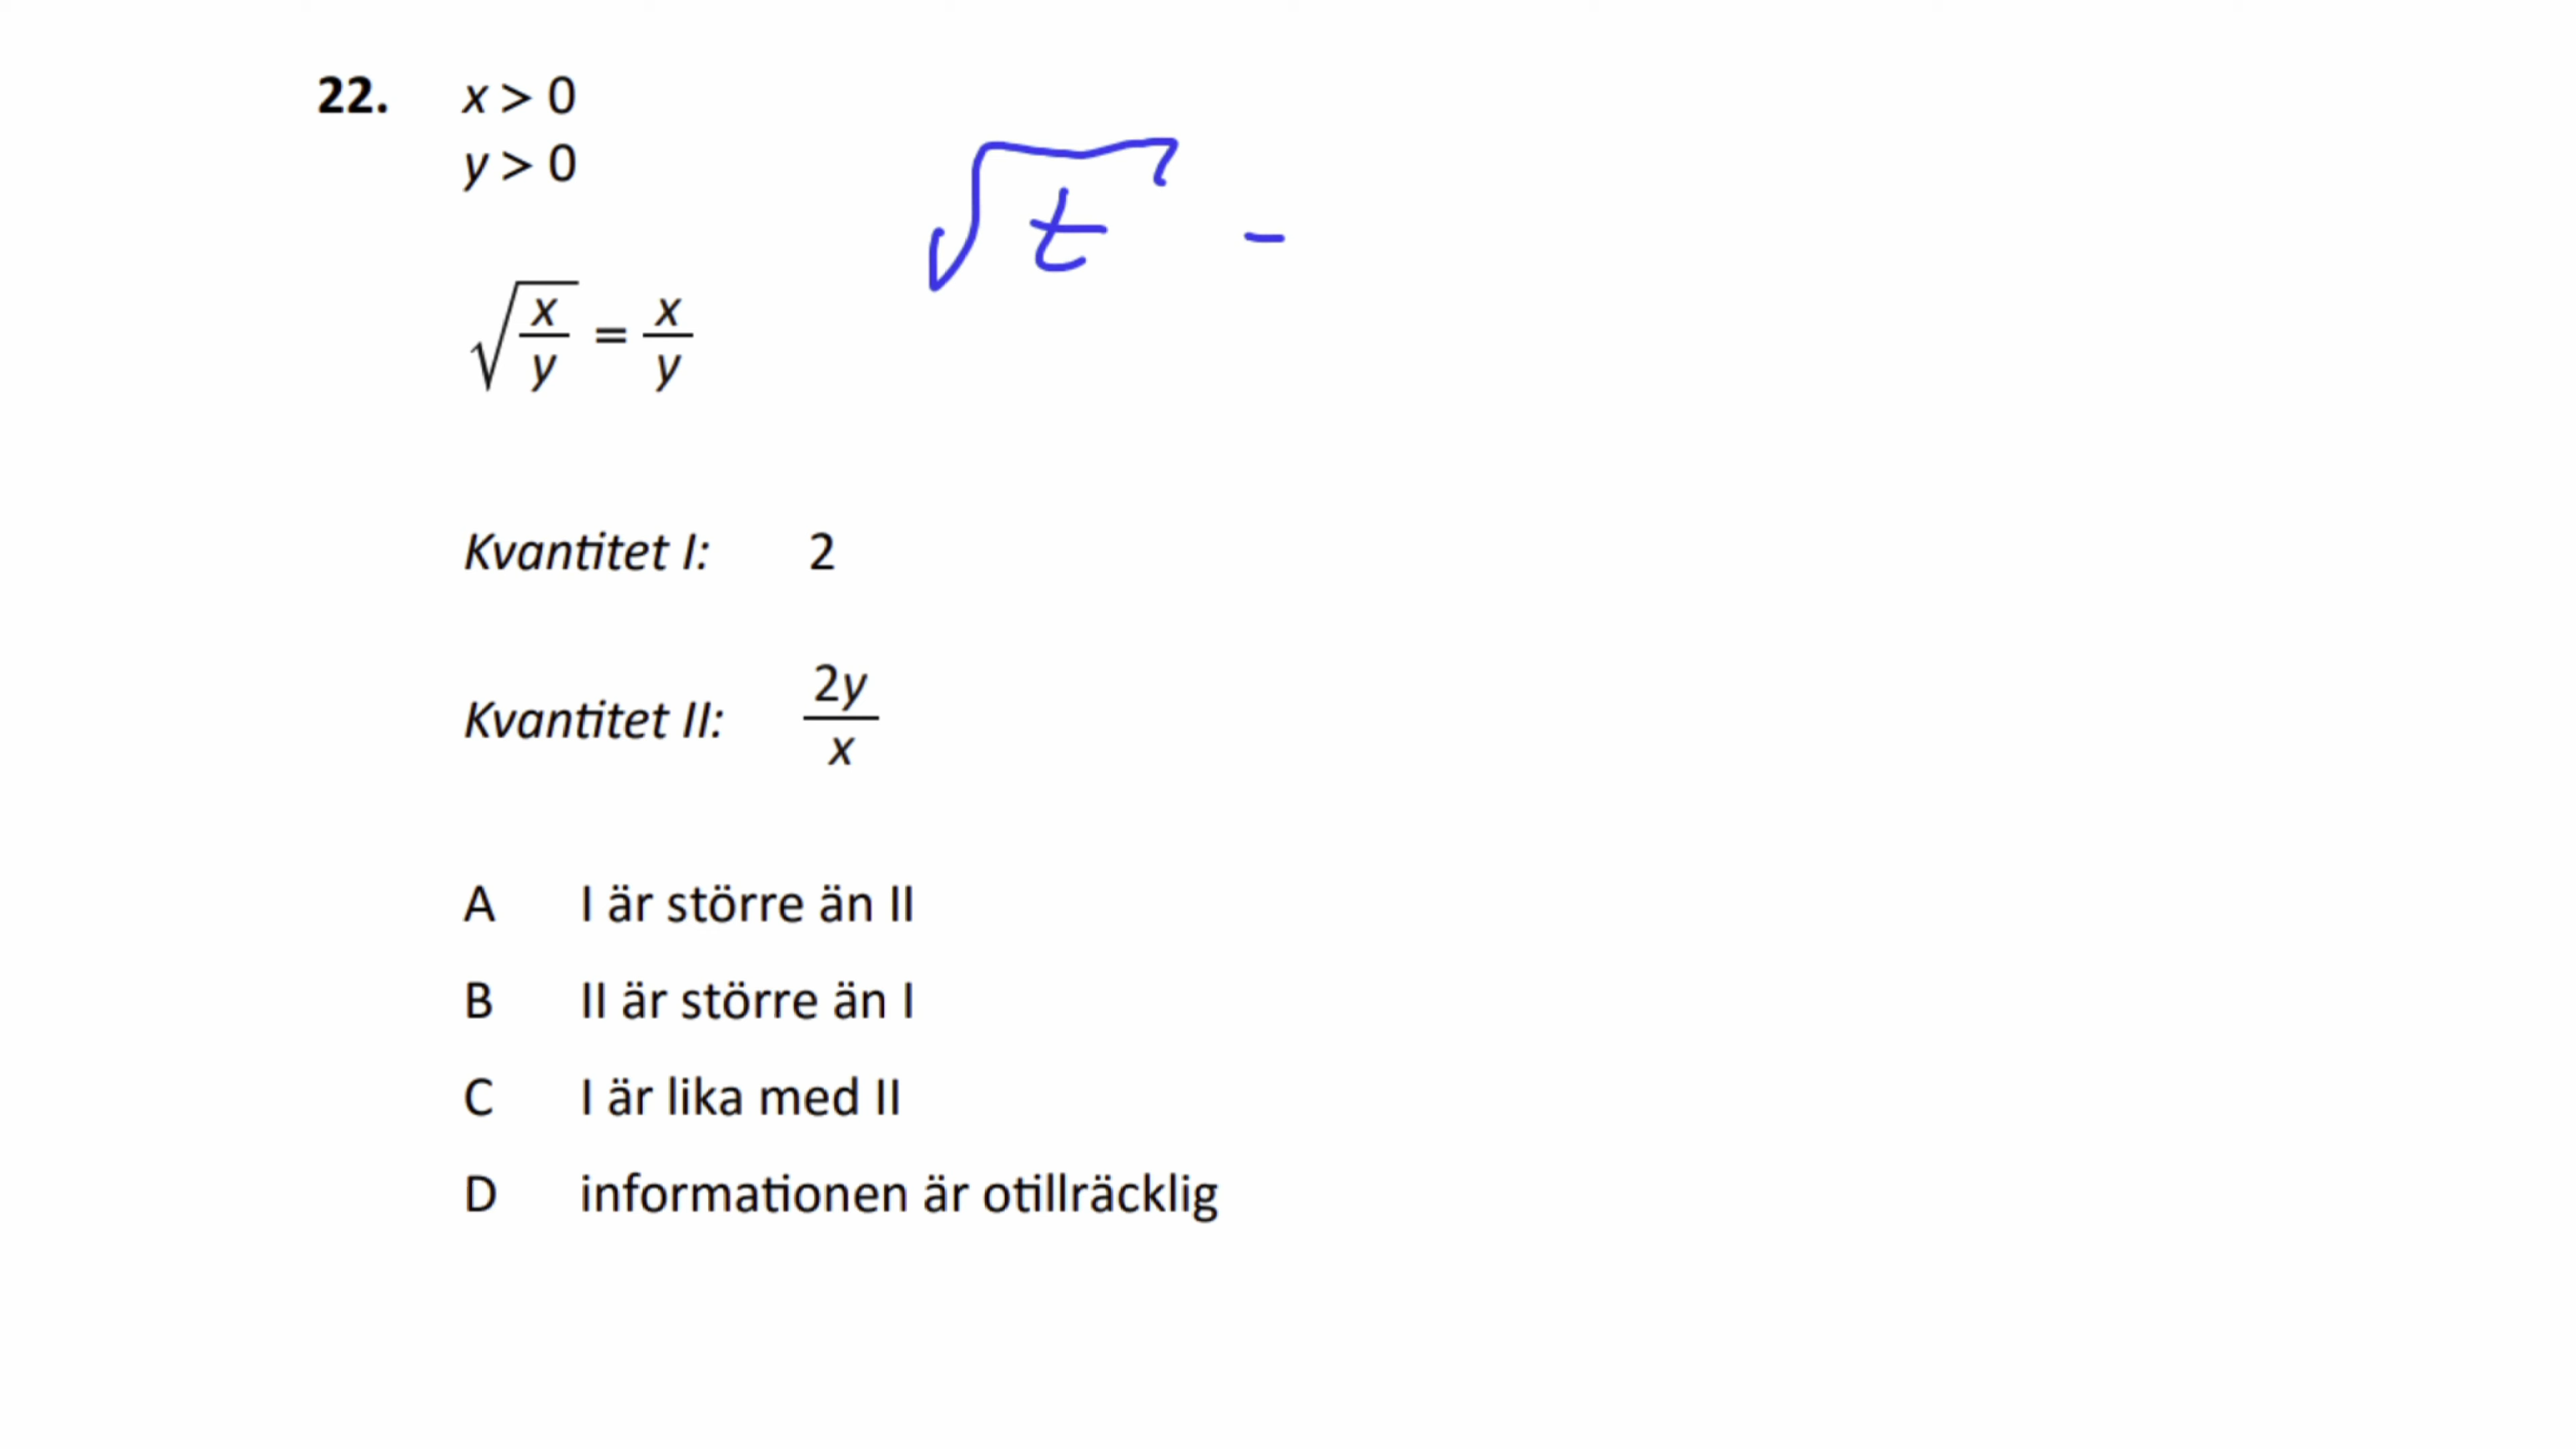 22. x > 0
y > 0
√t -
√(x/y) = x/y
Kvantitet I: 2
Kvantitet II: 2y/x
A I är större än II
B II är större än I
C I är lika med II
D informationen är otillräcklig